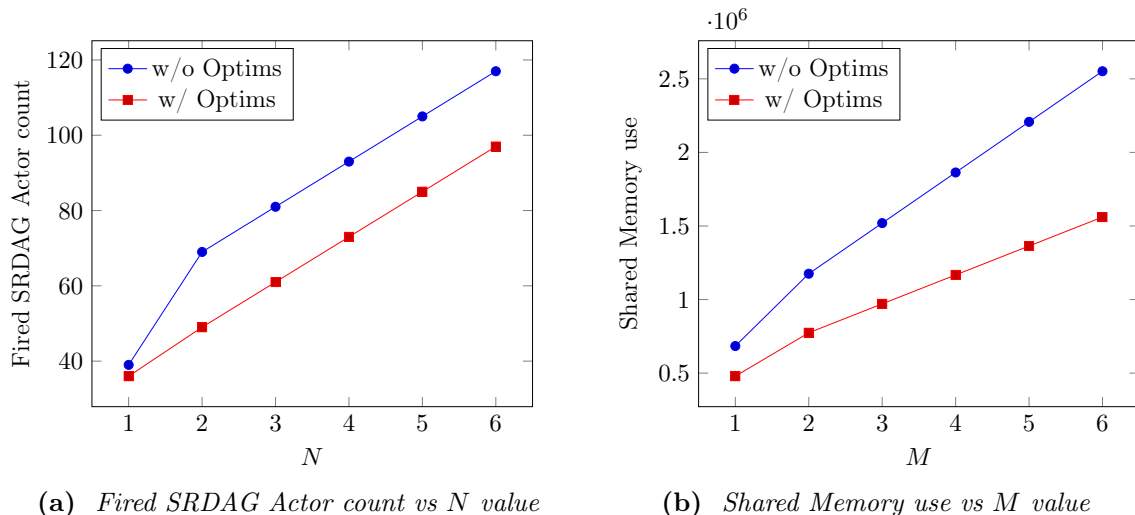 w/o Optims
w/ Optims
120
100
80
60
40
1 2 3 4 5 6
Fired SRDAG Actor count
N
(a) Fired SRDAG Actor count vs N value
·10^6
w/o Optims
w/ Optims
2.5
2
1.5
1
0.5
1 2 3 4 5 6
Shared Memory use
M
(b) Shared Memory use vs M value